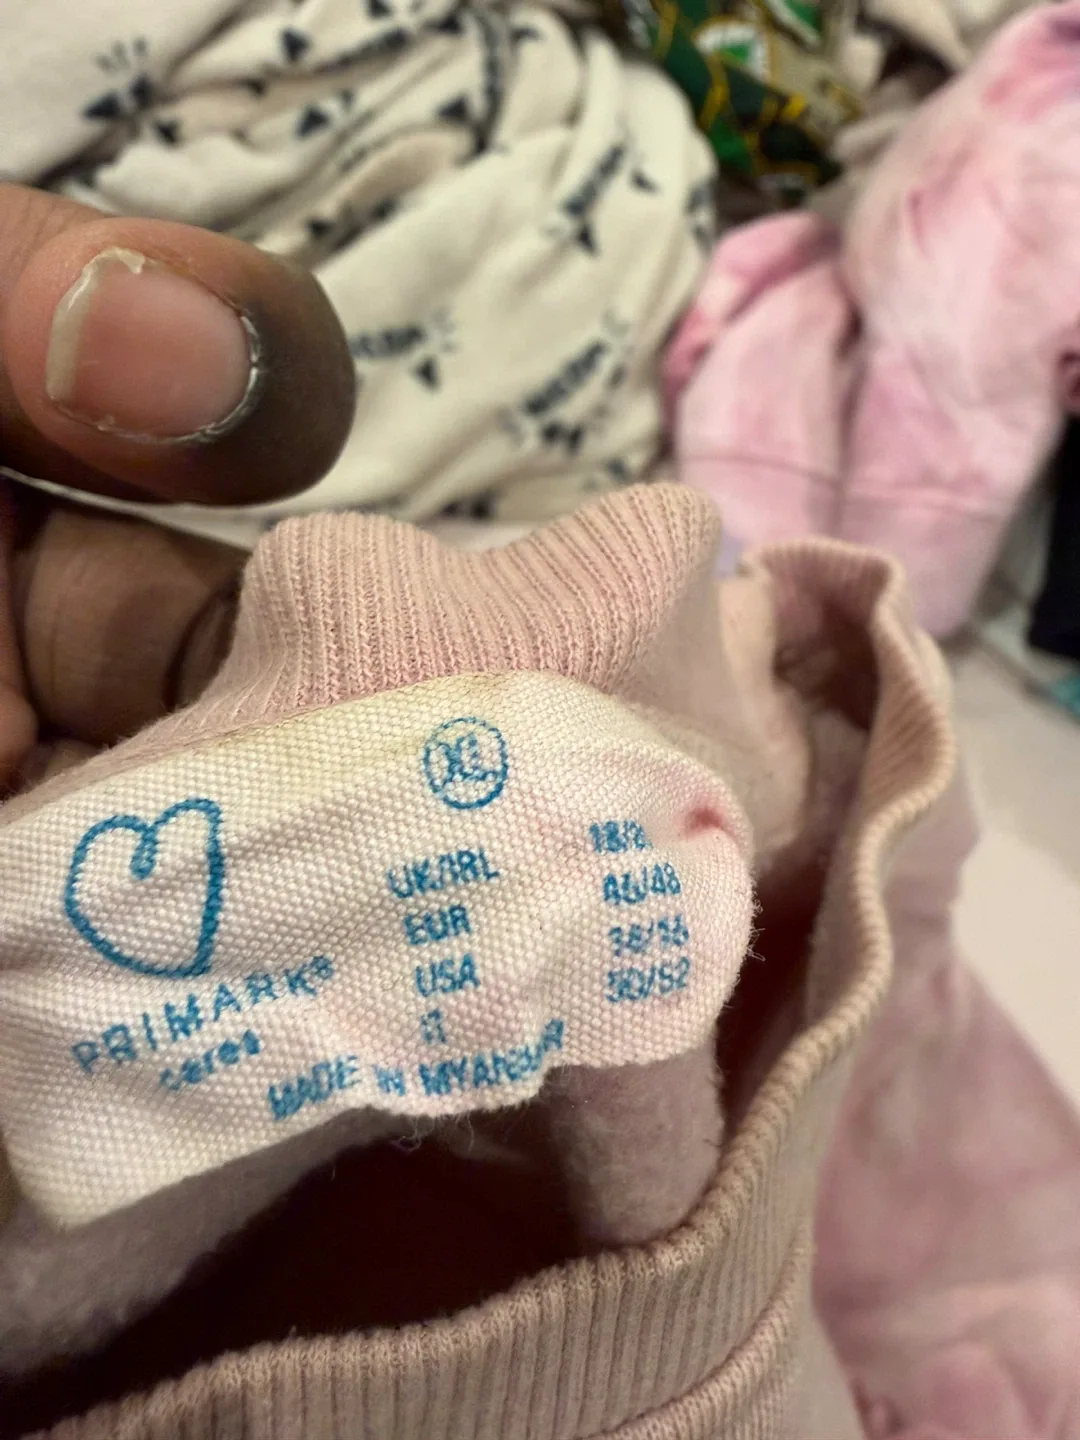 XL
PRIMARK®
cares
UK/IRL
EUR 46/48
USA
IT 50/52
MADE IN MYANMAR